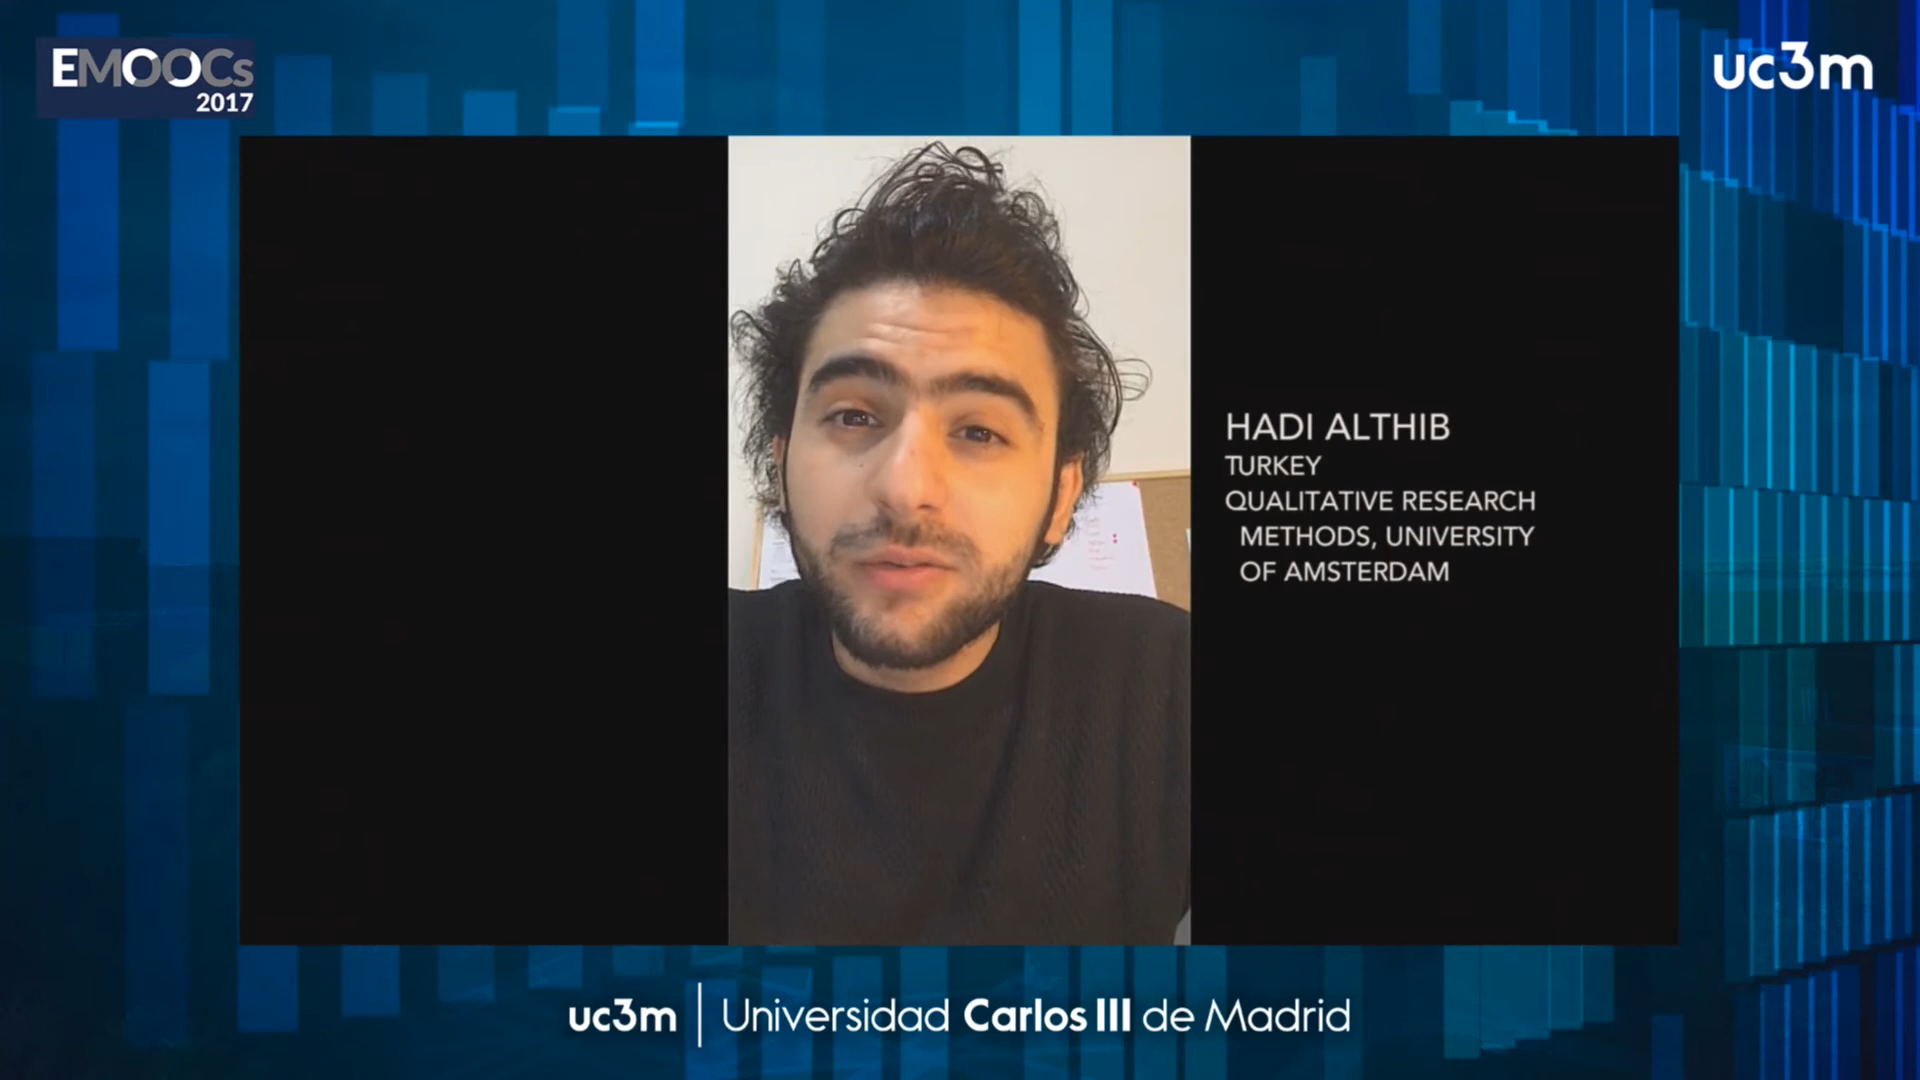 EMOOCs
2017
uc3m
HADI ALTHIB
TURKEY
QUALITATIVE RESEARCH
METHODS, UNIVERSITY
OF AMSTERDAM
uc3m | Universidad Carlos III de Madrid